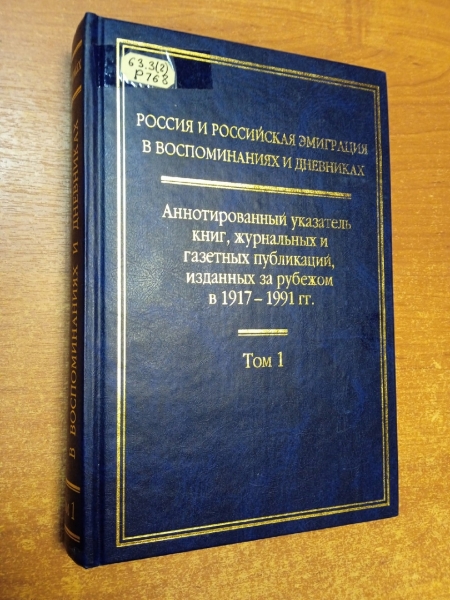 63.3(2)
Р768
РОССИЯ И РОССИЙСКАЯ ЭМИГРАЦИЯ
В ВОСПОМИНАНИЯХ И ДНЕВНИКАХ
Аннотированный указатель
книг, журнальных и
газетных публикаций,
изданных за рубежом
в 1917 – 1991 гг.
Том 1
В ВОСПОМИНАНИЯХ И ДНЕВНИКАХ